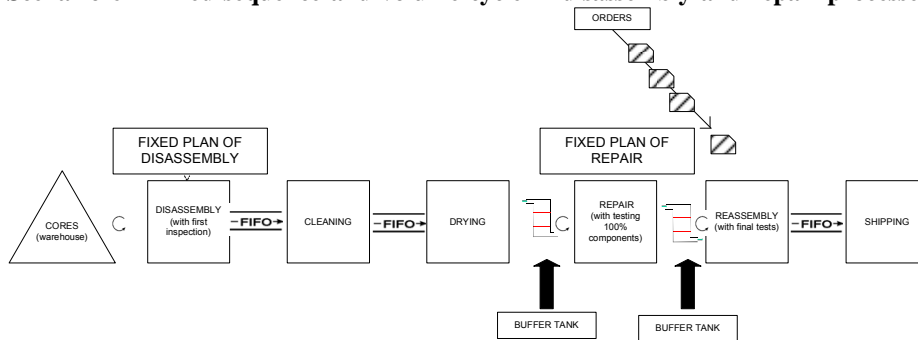 ORDERS
FIXED PLAN OF
DISASSEMBLY
FIXED PLAN OF
REPAIR
CORES
(warehouse)
DISASSEMBLY
(with first
inspection)
FIFO
CLEANING
FIFO
DRYING
REPAIR
(with testing
100%
components)
REASSEMBLY
(with final tests)
FIFO
SHIPPING
BUFFER TANK
BUFFER TANK